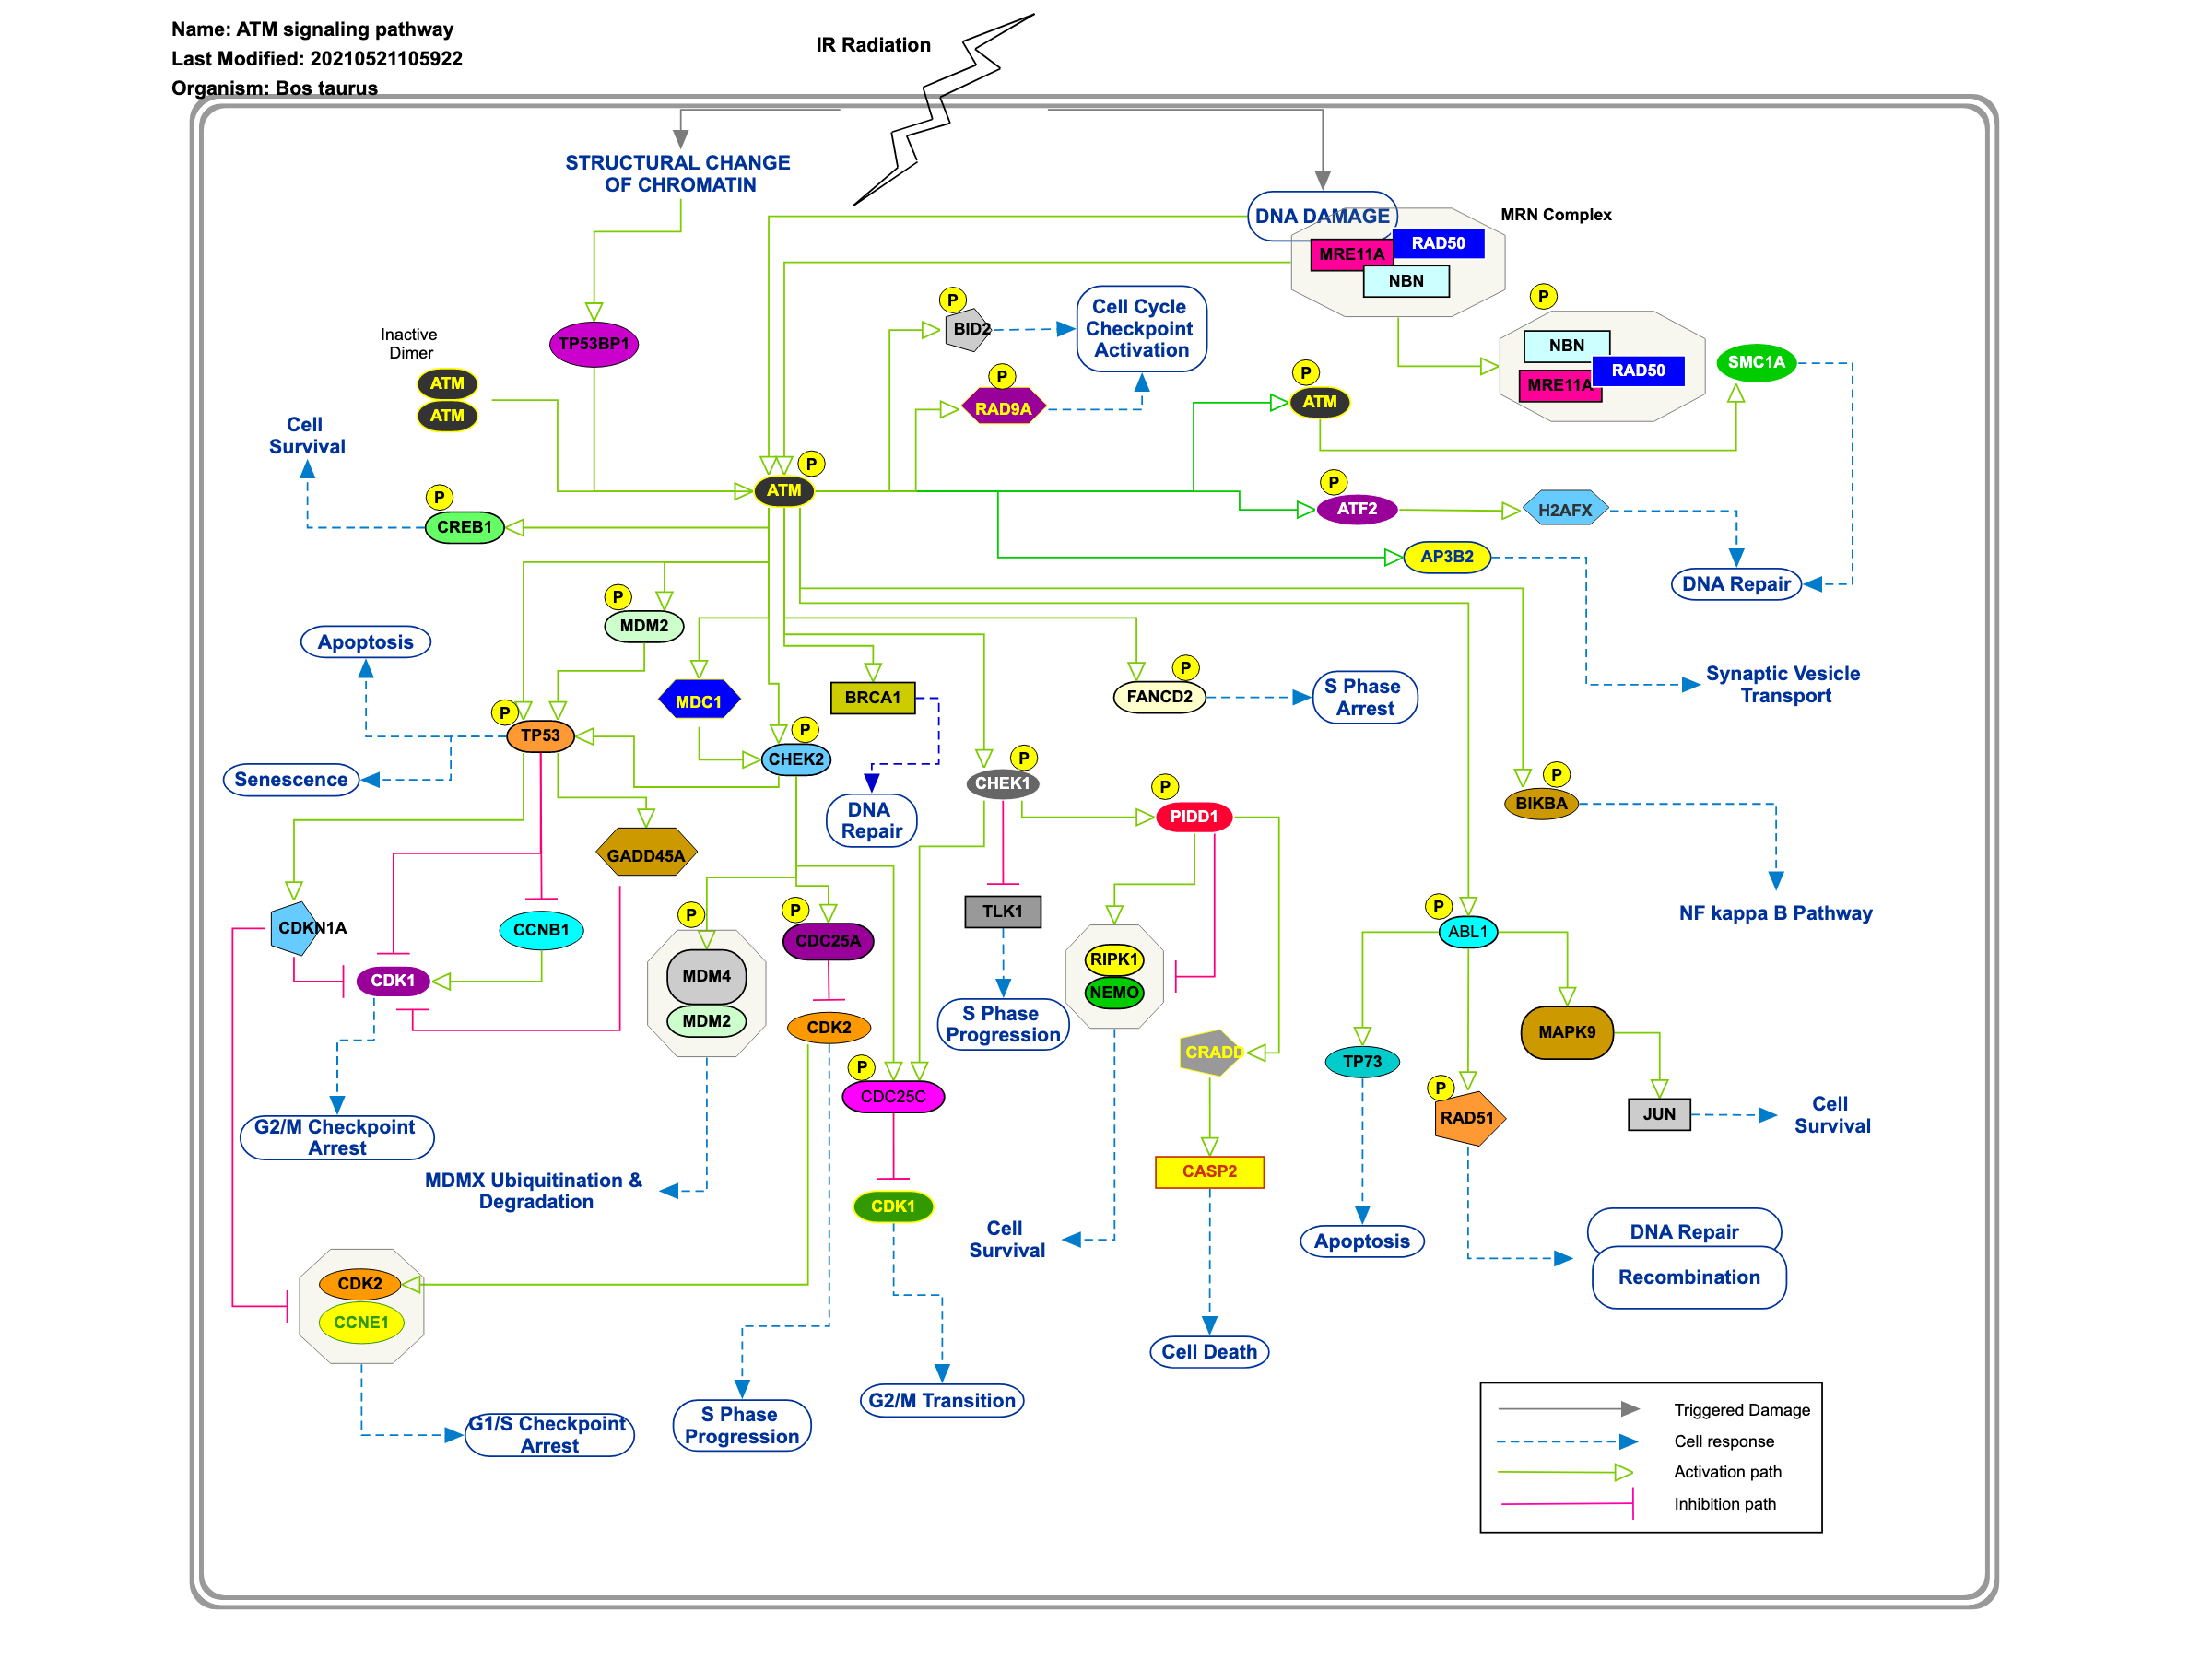 Name: ATM signaling pathway
Last Modified: 20210521105922
Organism: Bos taurus
IR Radiation
STRUCTURAL CHANGE
OF CHROMATIN
DNA DAMAGE
MRN Complex
RAD50
MRE11A
NBN
P
P
BID2
Cell Cycle
Checkpoint
Activation
Inactive
Dimer
TP53BP1
NBN
RAD50
MRE11A
SMC1A
ATM
ATM
P
RAD9A
P
ATM
Cell
Survival
P
ATM
P
CREB1
P
ATF2
H2AFX
AP3B2
DNA Repair
P
MDM2
Apoptosis
MDC1
BRCA1
P
FANCD2
S Phase
Arrest
Synaptic Vesicle
Transport
P
TP53
P
CHEK2
Senescence
P
CHEK1
P
PIDD1
P
BIKBA
DNA
Repair
GADD45A
CDKN1A
CCNB1
P
P
CDC25A
TLK1
P
ABL1
NF kappa B Pathway
CDK1
MDM4
MDM2
CDK2
RIPK1
NEMO
S Phase
Progression
CRADD
TP73
MAPK9
P
CDC25C
P
RAD51
JUN
Cell
Survival
G2/M Checkpoint
Arrest
MDMX Ubiquitination &
Degradation
CASP2
CDK1
Cell
Survival
Apoptosis
DNA Repair
Recombination
CDK2
CCNE1
Cell Death
G2/M Transition
G1/S Checkpoint
Arrest
S Phase
Progression
Triggered Damage
Cell response
Activation path
Inhibition path